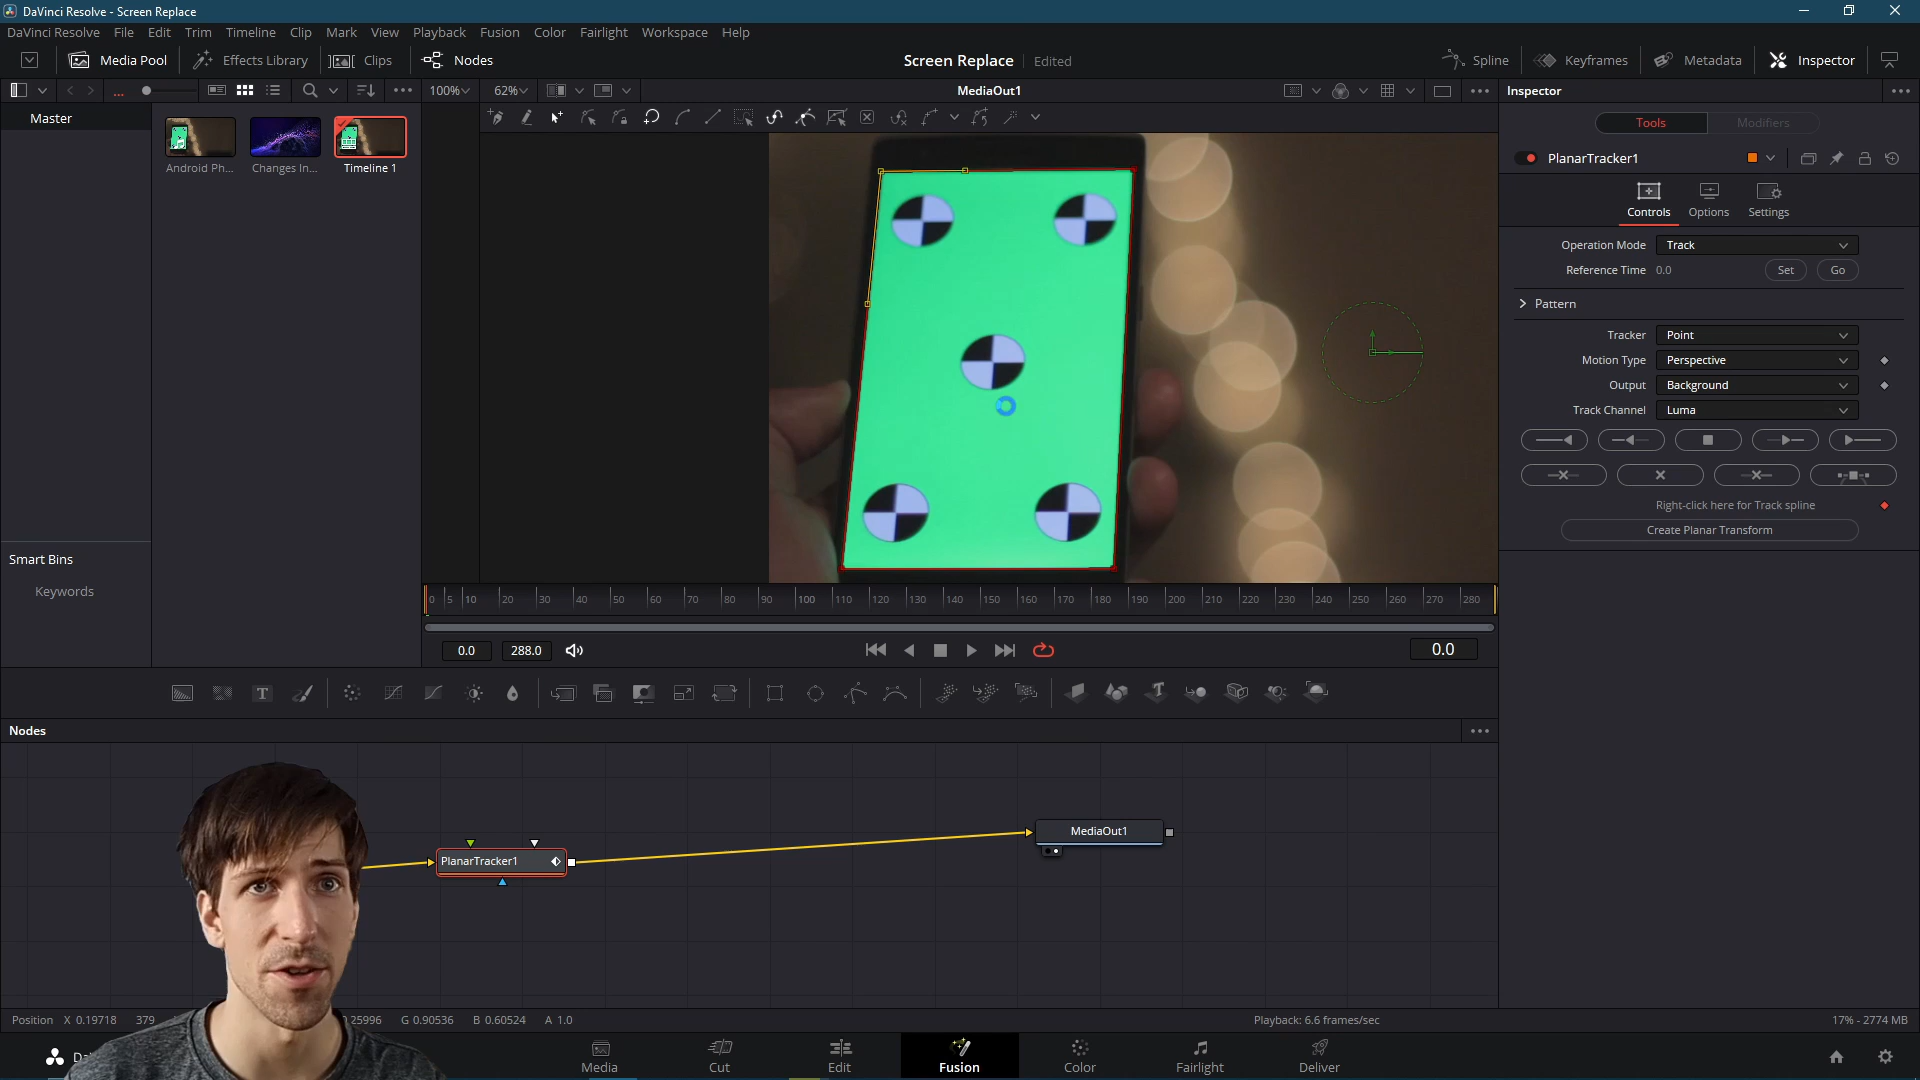 DaVinci Resolve - Screen Replace
DaVinci Resolve File Edit Trim Timeline Clip Mark View Playback Fusion Color Fairlight Workspace Help
Media Pool Effects Library Clips Nodes Screen Replace Edited Spline Keyframes Metadata Inspector
... 100% 62% MediaOut1 Inspector
Master
Android Ph... Changes In... Timeline 1
Tools Modifiers
PlanarTracker1
Controls Options Settings
Operation Mode Track
Reference Time 0.0 Set Go
Pattern
Tracker Point
Motion Type Perspective
Output Background
Track Channel Luma
Right-click here for Track spline
Create Planar Transform
Smart Bins
Keywords
0 5 10 20 30 40 50 60 70 80 90 100 110 120 130 140 150 160 170 180 190 200 210 220 230 240 250 260 270 280
0.0 288.0 0.0
T T
Nodes
PlanarTracker1
MediaOut1
Position X 0.19718 379 25996 G 0.90536 B 0.60524 A 1.0 Playback: 6.6 frames/sec 17% - 2774 MB
Media Cut Edit Fusion Color Fairlight Deliver